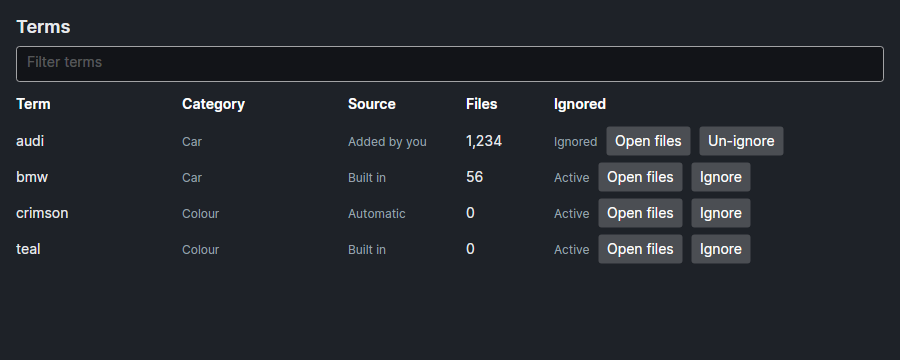 Terms
Filter terms
Term Category Source Files Ignored
audi Car Added by you 1,234 Ignored Open files Un-ignore
bmw Car Built in 56 Active Open files Ignore
crimson Colour Automatic 0 Active Open files Ignore
teal Colour Built in 0 Active Open files Ignore